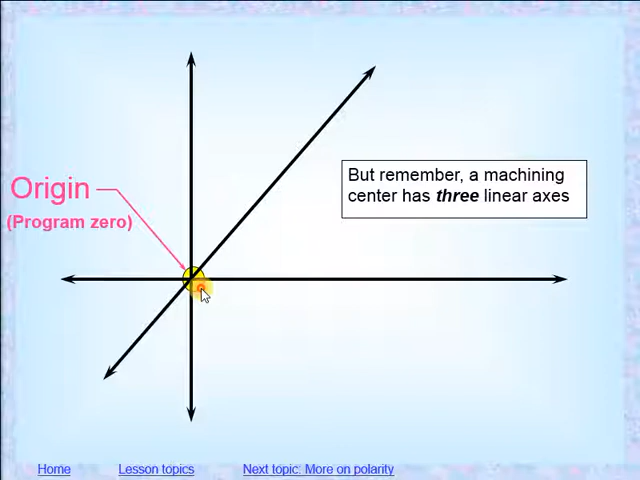 But remember, a machining
center has three linear axes
Origin
(Program zero)
Home
Lesson topics
Next topic: More on polarity